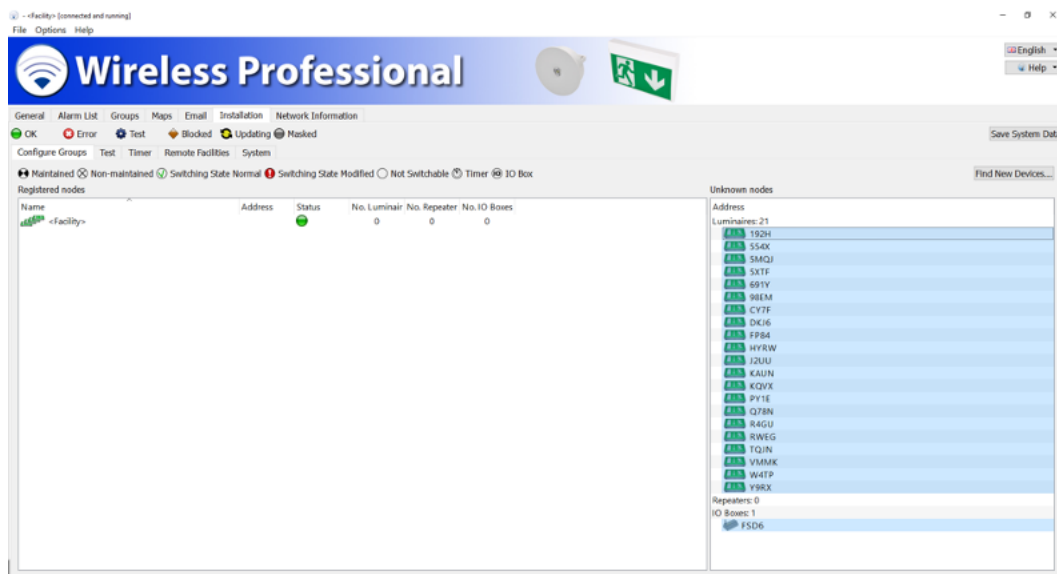 - <Facility> [connected and running]
File Options Help
Wireless Professional
English
Help
General Alarm List Groups Maps Email Installation Network Information
OK Error Test Blocked Updating Masked
Save System Dat
Configure Groups Test Timer Remote Facilities System
Maintained Non-maintained Switching State Normal Switching State Modified Not Switchable Timer IO Box
Find New Devices...
Registered nodes
Unknown nodes
Name Address Status No. Luminair No. Repeater No. IO Boxes
<Facility> 0 0 0
Address
Luminaires: 21
192H
554X
5MQJ
5XTF
691Y
98EM
CY7F
DKJ6
FP84
HYRW
J2UU
KAUN
KQVX
PY1E
Q78N
R4GU
RWEG
TQJN
VMMK
W4TP
Y9RX
Repeaters: 0
IO Boxes: 1
FSD6